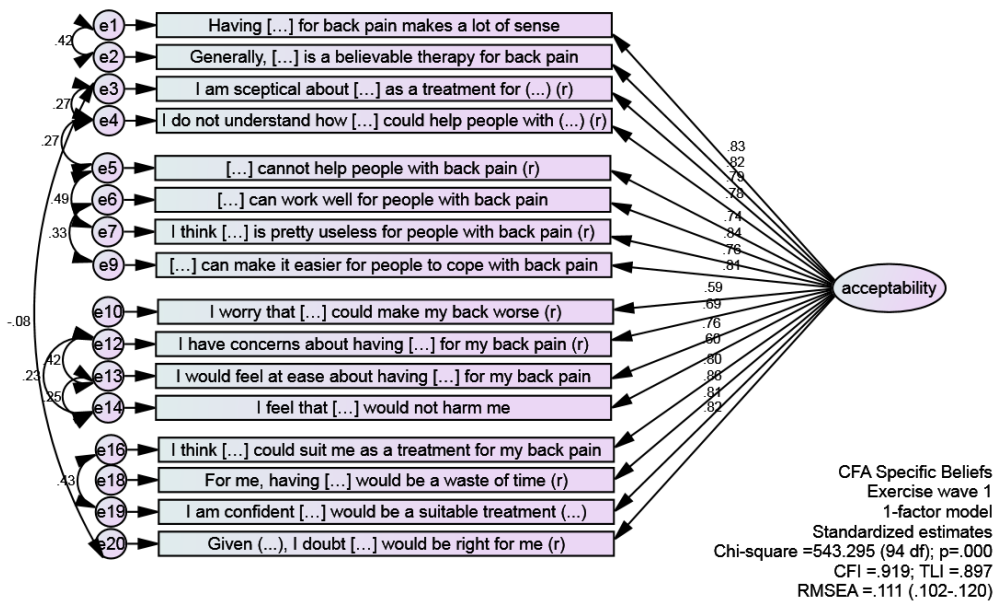 e1 Having [...] for back pain makes a lot of sense
.42
e2 Generally, [...] is a believable therapy for back pain
e3 I am sceptical about [...] as a treatment for (...) (r)
.27
e4 I do not understand how [...] could help people with (...) (r)
.27
e5 [...] cannot help people with back pain (r)
.49
e6 [...] can work well for people with back pain
e7 I think [...] is pretty useless for people with back pain (r)
.33
e9 [...] can make it easier for people to cope with back pain
e10 I worry that [...] could make my back worse (r)
-.08
e12 I have concerns about having [...] for my back pain (r)
.42
.23
e13 I would feel at ease about having [...] for my back pain
.25
e14 I feel that [...] would not harm me
e16 I think [...] could suit me as a treatment for my back pain
.43
e18 For me, having [...] would be a waste of time (r)
e19 I am confident [...] would be a suitable treatment (...)
e20 Given (...), I doubt [...] would be right for me (r)
.83
.82
.79
.78
.74
.84
.76
.81
.59
.69
.76
.60
.80
.86
.81
.82
acceptability
CFA Specific Beliefs
Exercise wave 1
1-factor model
Standardized estimates
Chi-square =543.295 (94 df); p=.000
CFI =.919; TLI =.897
RMSEA =.111 (.102-.120)